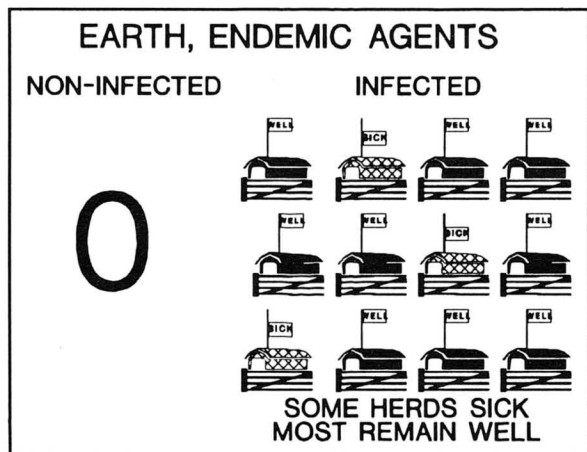 EARTH, ENDEMIC AGENTS
NON-INFECTED INFECTED
WELL SICK WELL WELL
0
WELL WELL SICK WELL
SICK WELL WELL WELL
SOME HERDS SICK
MOST REMAIN WELL